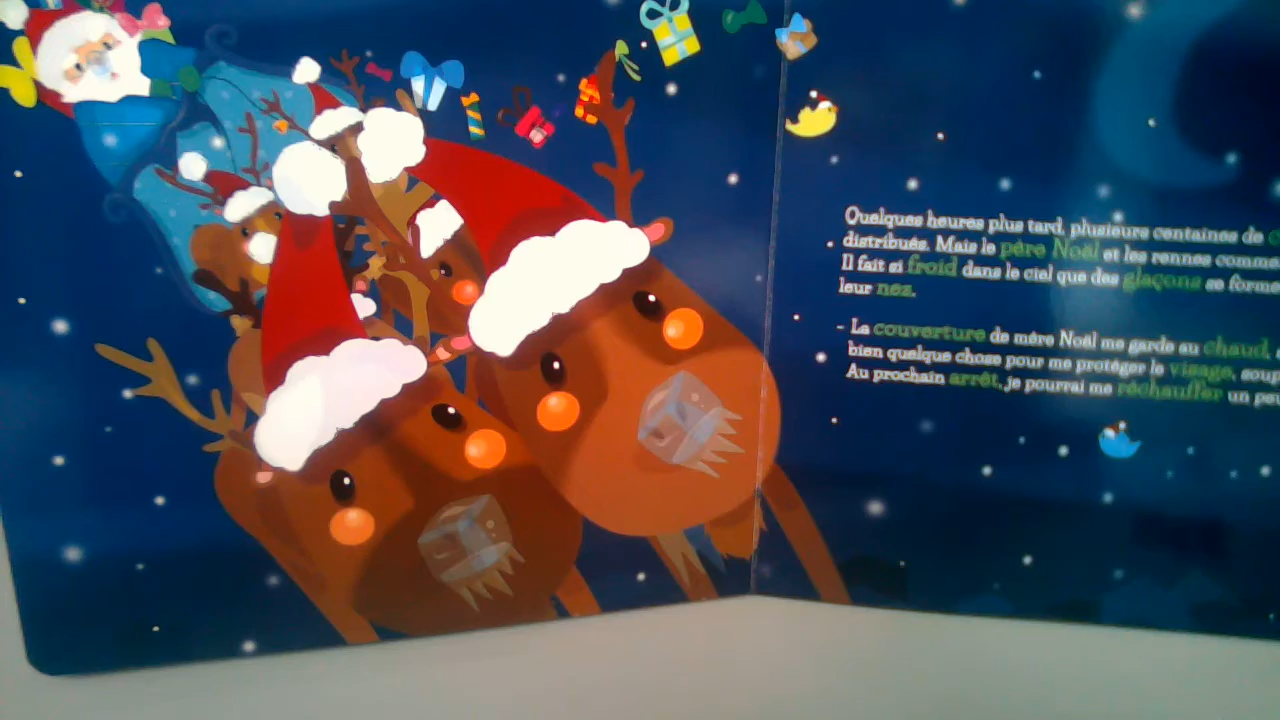 Quelques heures plus tard, plusieurs centaines de
distribués. Mais le père Noël et les rennes comme
Il fait si froid dans le ciel que des glaçons se forme
leur nez.
- La couverture de mère Noël me garde au chaud,
bien quelque chose pour me protéger le visage, soup
Au prochain arrêt, je pourrai me réchauffer un peu